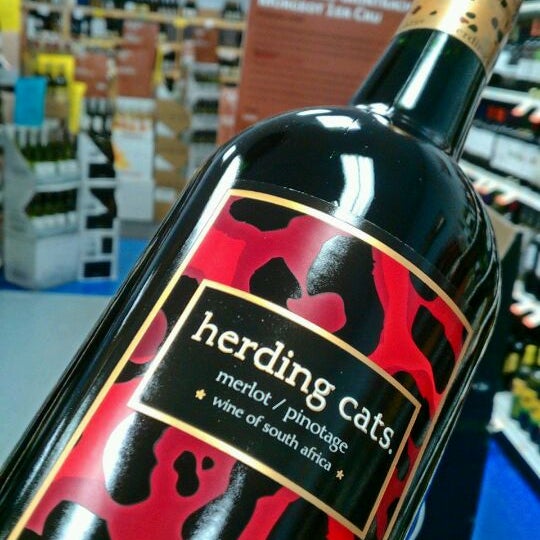 herding cats.
merlot / pinotage
wine of south africa